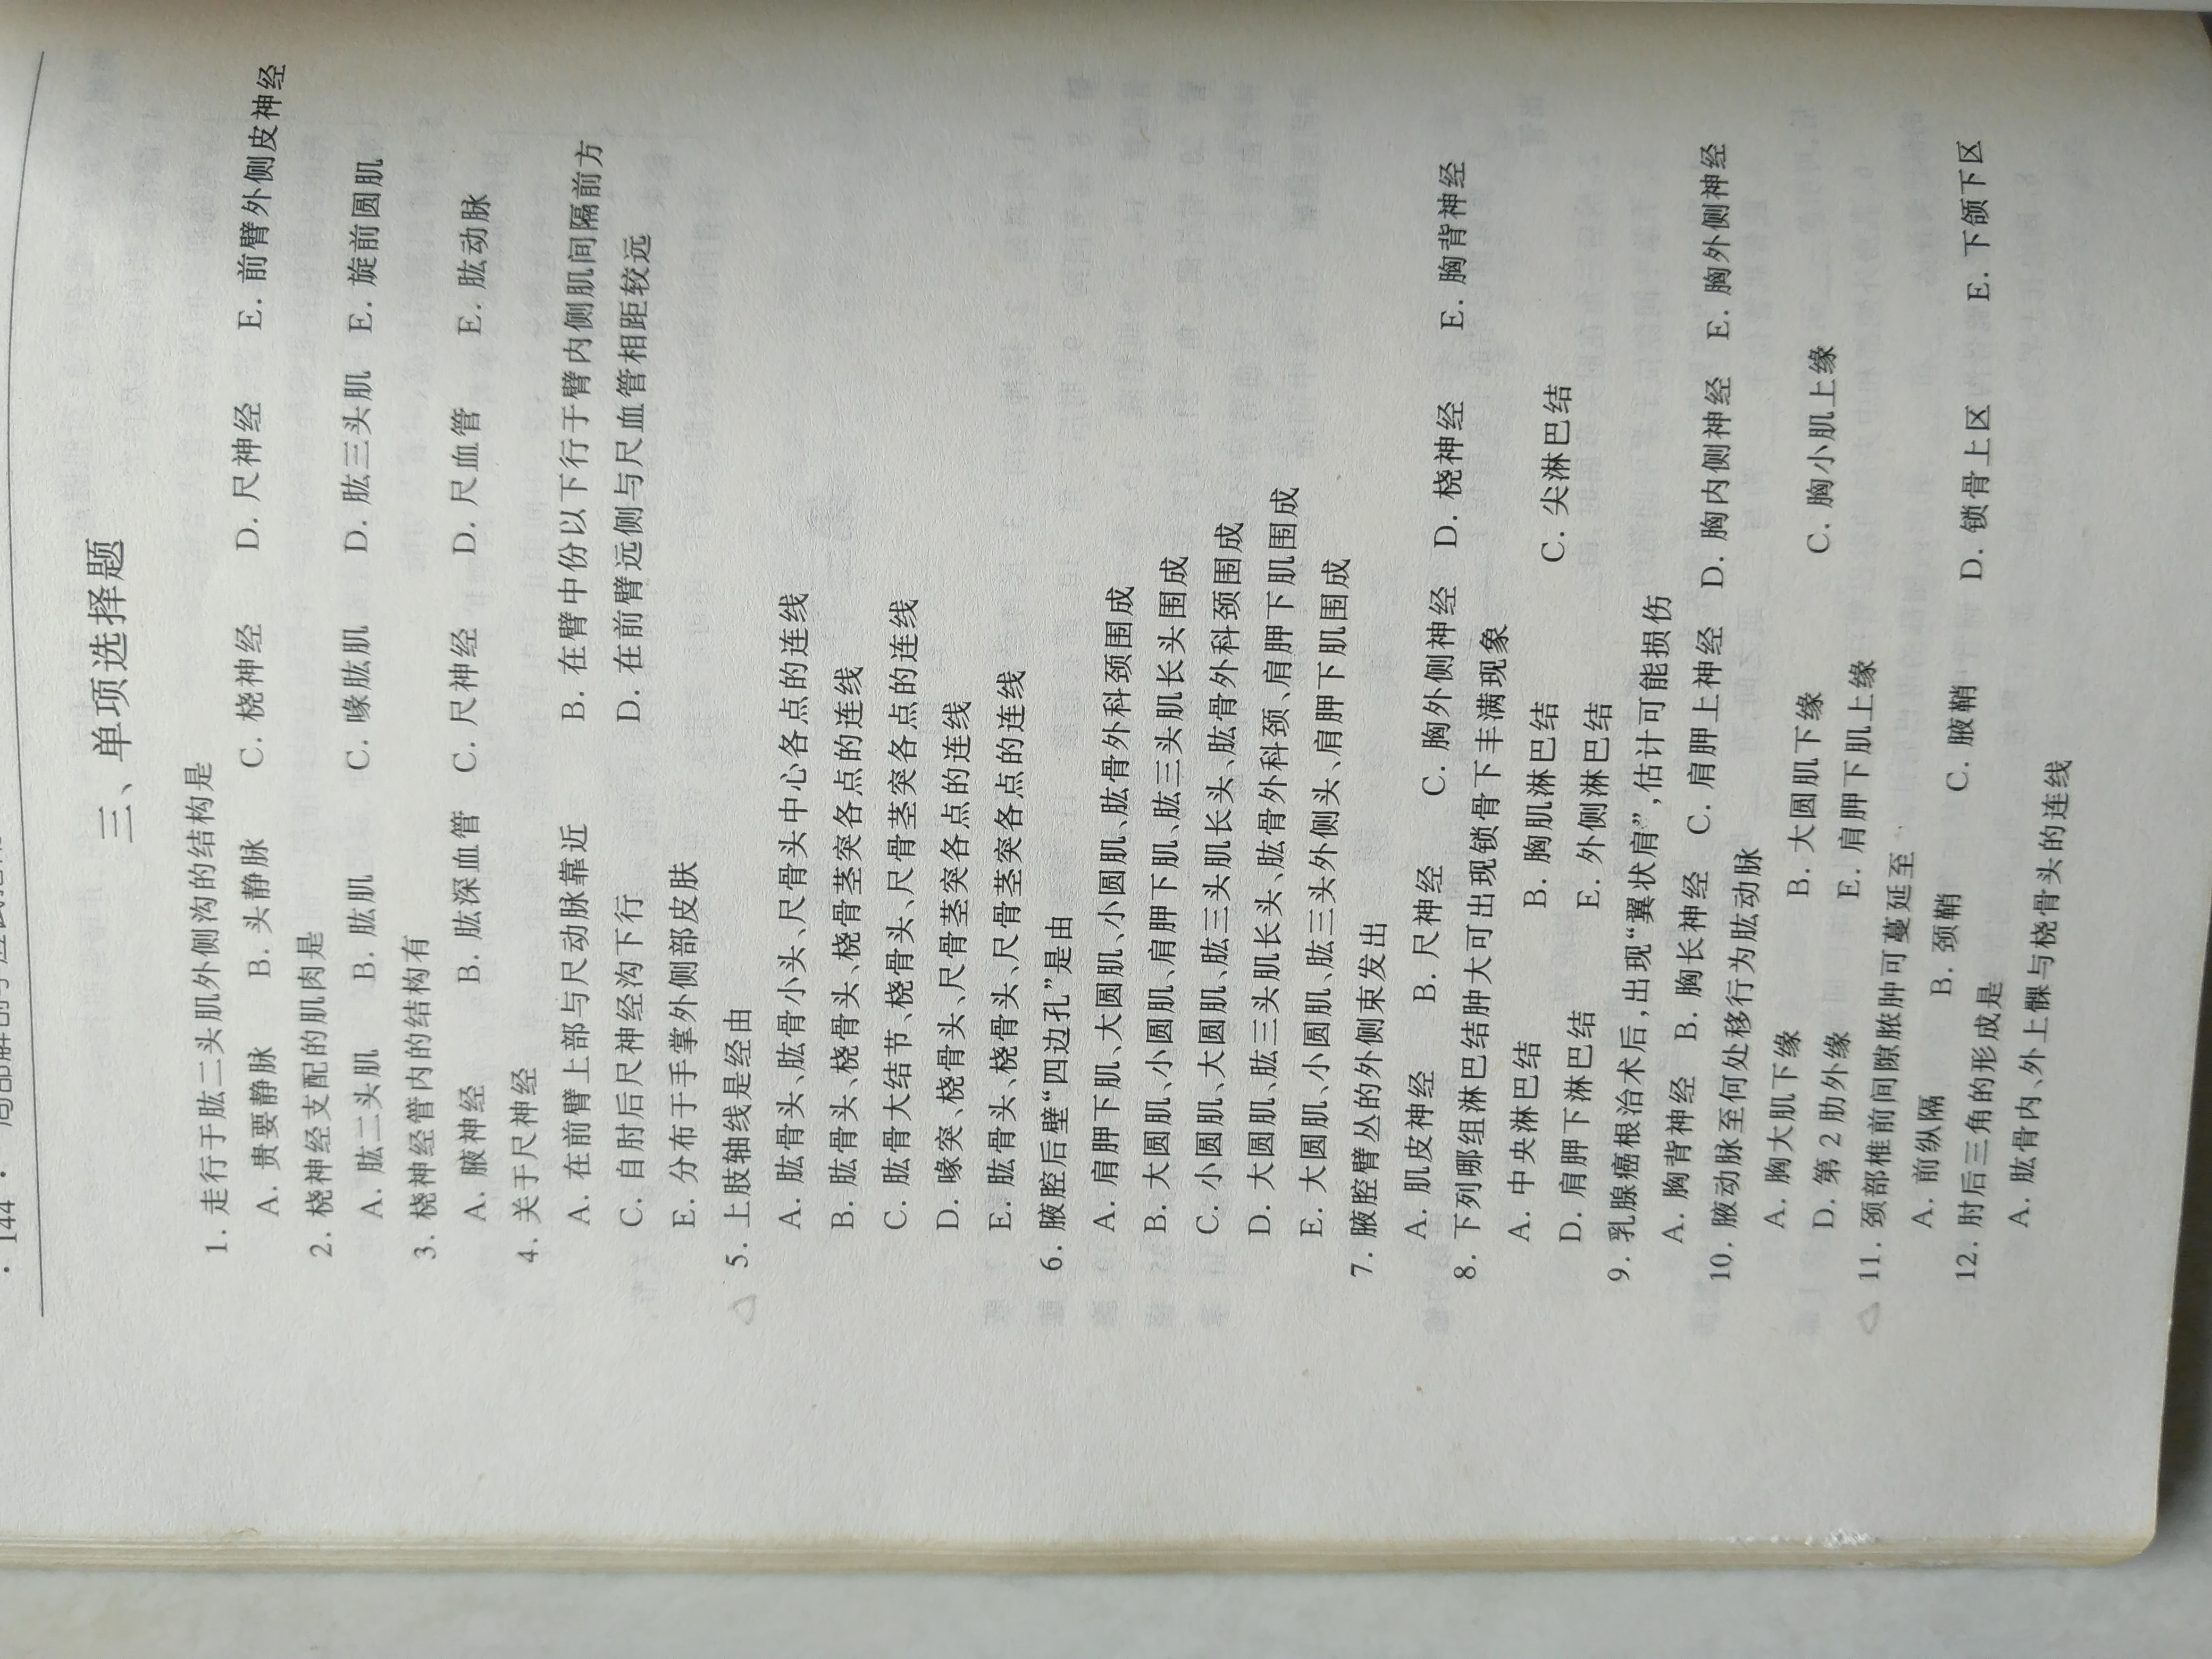 · 144 ·
三、单项选择题
1. 走行于肱二头肌外侧沟的结构是
A. 贵要静脉 B. 头静脉 C. 桡神经 D. 尺神经 E. 前臂外侧皮神经
2. 桡神经支配的肌肉是
A. 肱二头肌 B. 肱肌 C. 喙肱肌 D. 肱三头肌 E. 旋前圆肌
3. 桡神经管内的结构有
A. 腋神经 B. 肱深血管 C. 尺神经 D. 尺血管 E. 肱动脉
4. 关于尺神经
A. 在前臂上部与尺动脉靠近 B. 在臂中份以下行于臂内侧肌间隔前方
C. 自肘后尺神经沟下行 D. 在前臂远侧与尺血管相距较远
E. 分布于手掌外侧部皮肤
5. 上肢轴线是经由
A. 肱骨头、肱骨小头、尺骨头中心各点的连线
B. 肱骨头、桡骨头、桡骨茎突各点的连线
C. 肱骨大结节、桡骨头、尺骨茎突各点的连线
D. 喙突、桡骨头、尺骨茎突各点的连线
E. 肱骨头、桡骨头、尺骨茎突各点的连线
6. 腋腔后壁“四边孔”是由
A. 肩胛下肌、大圆肌、小圆肌、肱骨外科颈围成
B. 大圆肌、小圆肌、肩胛下肌、肱三头肌长头围成
C. 小圆肌、大圆肌、肱三头肌长头、肱骨外科颈围成
D. 大圆肌、肱三头肌长头、肱骨外科颈、肩胛下肌围成
E. 大圆肌、小圆肌、肱三头外侧头、肩胛下肌围成
7. 腋腔臂丛的外侧束发出
A. 肌皮神经 B. 尺神经 C. 胸外侧神经 D. 桡神经 E. 胸背神经
8. 下列哪组淋巴结肿大可出现锁骨下丰满现象
A. 中央淋巴结 B. 胸肌淋巴结 C. 尖淋巴结
D. 肩胛下淋巴结 E. 外侧淋巴结
9. 乳腺癌根治术后,出现“翼状肩”,估计可能损伤
A. 胸背神经 B. 胸长神经 C. 肩胛上神经 D. 胸内侧神经 E. 胸外侧神经
10. 腋动脉至何处移行为肱动脉
A. 胸大肌下缘 B. 大圆肌下缘 C. 胸小肌上缘
D. 第2肋外缘 E. 肩胛下肌上缘
11. 颈部椎前间隙脓肿可蔓延至
A. 前纵隔 B. 颈鞘 C. 腋鞘 D. 锁骨上区 E. 下颌下区
12. 肘后三角的形成是
A. 肱骨内、外上髁与桡骨头的连线